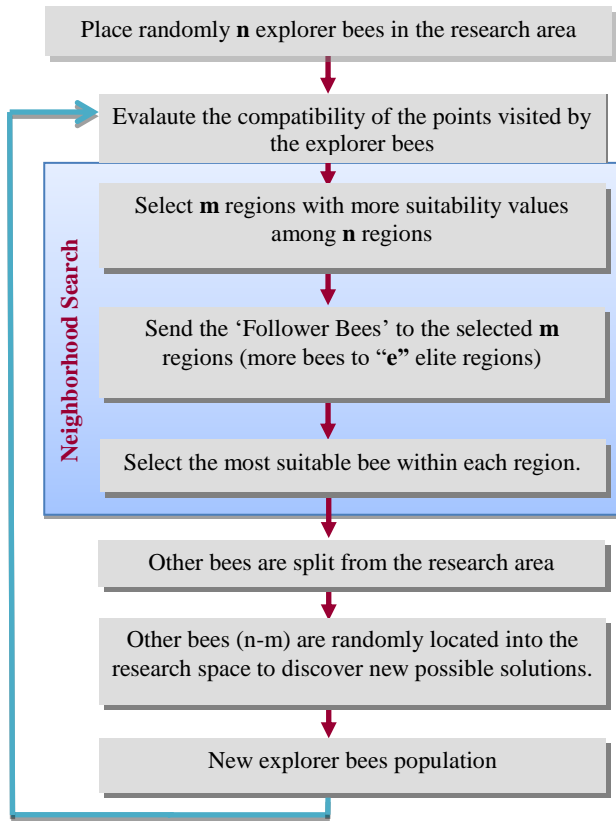 Place randomly n explorer bees in the research area
Evalaute the compatibility of the points visited by
the explorer bees
Neighborhood Search
Select m regions with more suitability values
among n regions
Send the ‘Follower Bees’ to the selected m
regions (more bees to “e” elite regions)
Select the most suitable bee within each region.
Other bees are split from the research area
Other bees (n-m) are randomly located into the
research space to discover new possible solutions.
New explorer bees population